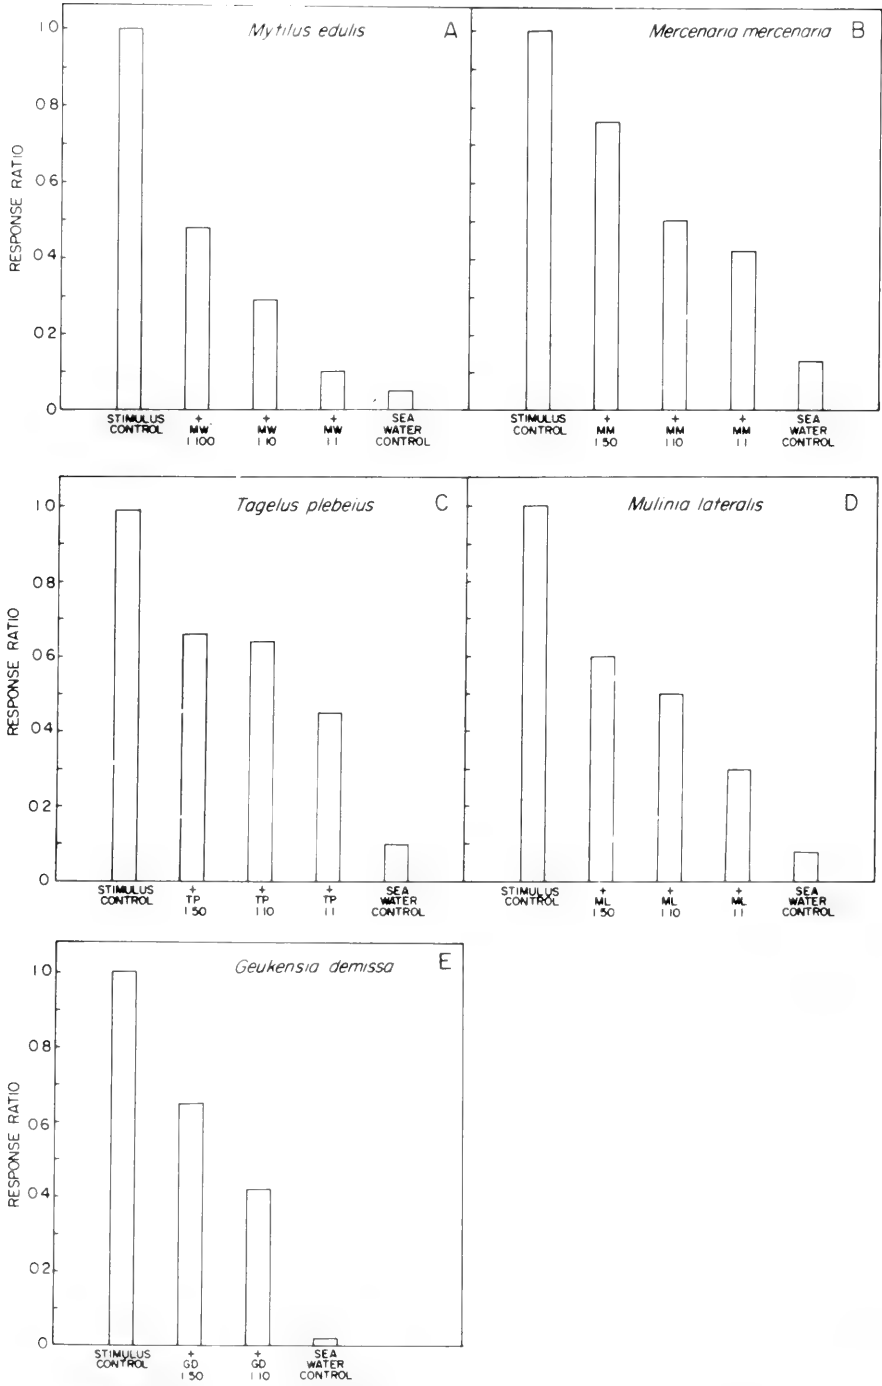 Mytilus edulis A
RESPONSE RATIO
1.0
0.8
0.6
0.4
0.2
0
STIMULUS CONTROL
+ MW 1:100
+ MW 1:10
+ MW 1:1
SEA WATER CONTROL
Mercenaria mercenaria B
STIMULUS CONTROL
+ MM 1:50
+ MM 1:10
+ MM 1:1
SEA WATER CONTROL
Tagelus plebeius C
RESPONSE RATIO
1.0
0.8
0.6
0.4
0.2
0
STIMULUS CONTROL
+ TP 1:50
+ TP 1:10
+ TP 1:1
SEA WATER CONTROL
Mulinia lateralis D
STIMULUS CONTROL
+ ML 1:50
+ ML 1:10
+ ML 1:1
SEA WATER CONTROL
Geukensia demissa E
RESPONSE RATIO
1.0
0.8
0.6
0.4
0.2
0
STIMULUS CONTROL
+ GD 1:50
+ GD 1:10
SEA WATER CONTROL